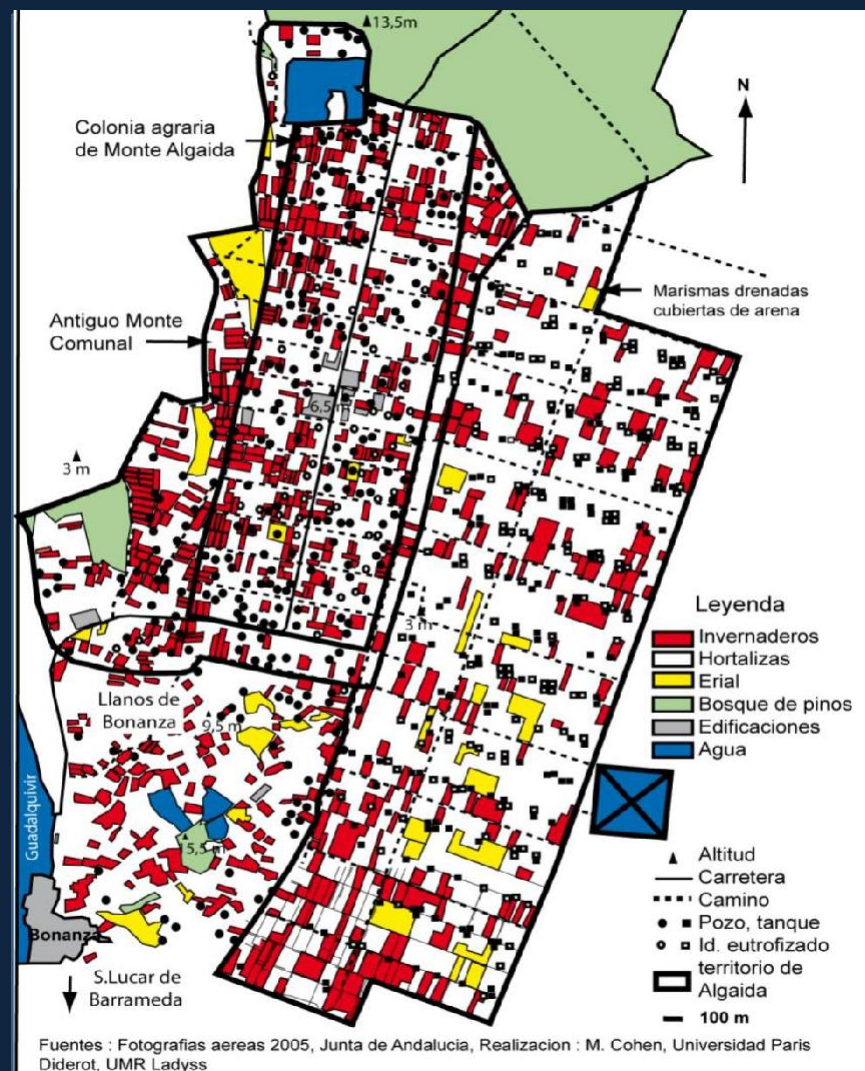 13,5m
N
Colonia agraria
de Monte Algaida
Marismas drenadas
cubiertas de arena
Antiguo Monte
Comunal
6,5 m
3 m
3 m
Llanos de
Bonanza
9,5 m
5,5 m
Guadalquivir
Bonanza
S.Lucar de
Barrameda
Leyenda
Invernaderos
Hortalizas
Erial
Bosque de pinos
Edificaciones
Agua
Altitud
Carretera
Camino
Pozo, tanque
Id. eutrofizado
territorio de
Algaida
100 m
Fuentes : Fotografias aereas 2005, Junta de Andalucia, Realizacion : M. Cohen, Universidad Paris
Diderot, UMR Ladyss